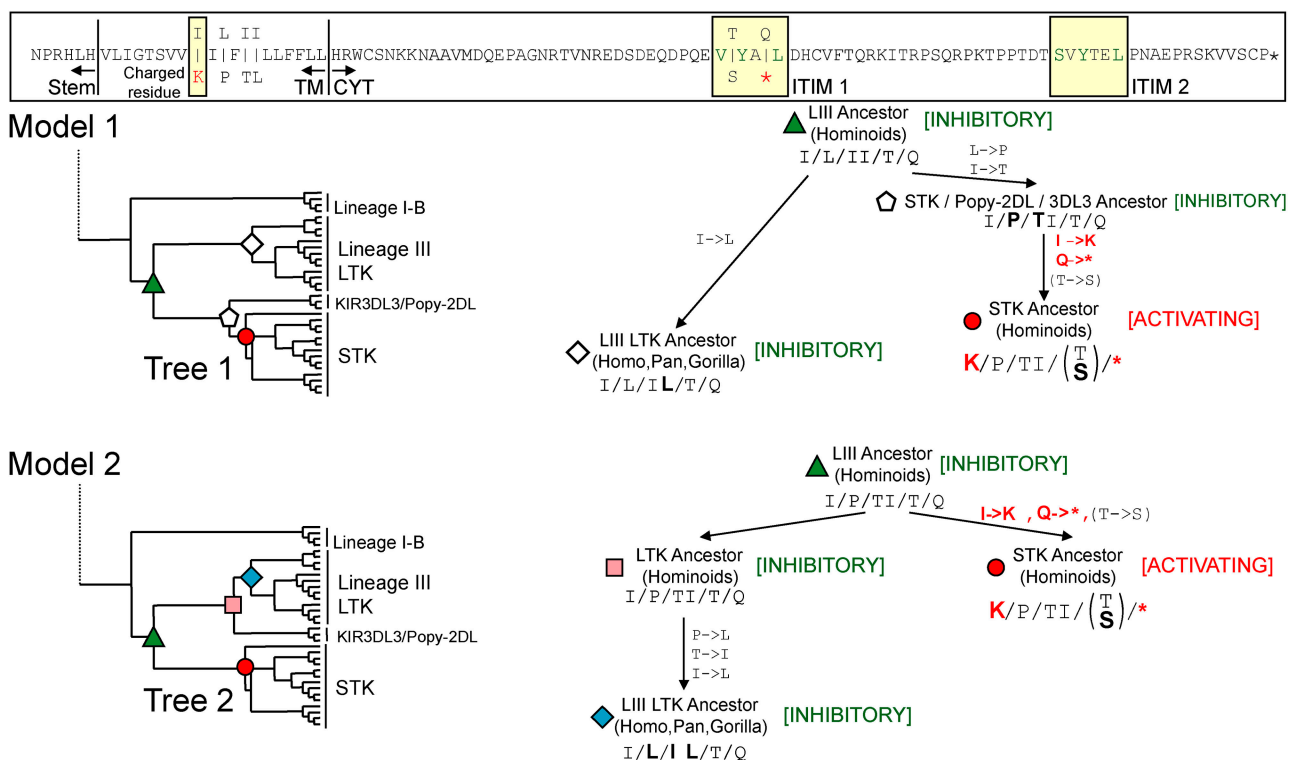 I L II T Q
NPRHLH VLIGTSVV | I|F||LLFFLL HRWCSNKKNAAVMDQEPAGNRTVNREDSDEQDPQE V|YA|L DHCVFTQRKITRPSQRPKTPPTDT SVYTEL PNAEPRSKVVSCP*
K P TL S *
Stem
Charged
residue
TM CYT
ITIM 1
ITIM 2
Model 1
Lineage I-B
Lineage III
LTK
KIR3DL3/Popy-2DL
STK
Tree 1
LIII Ancestor [INHIBITORY]
(Hominoids)
I/L/II/T/Q
L->P
I->T
STK / Popy-2DL / 3DL3 Ancestor [INHIBITORY]
I/P/TI/T/Q
I->L
I ->K
Q->*
(T->S)
STK Ancestor [ACTIVATING]
(Hominoids)
K/P/TI/(T/S)/*
LIII LTK Ancestor [INHIBITORY]
(Homo,Pan,Gorilla)
I/L/IL/T/Q
Model 2
Lineage I-B
Lineage III
LTK
KIR3DL3/Popy-2DL
STK
Tree 2
LIII Ancestor [INHIBITORY]
(Hominoids)
I/P/TI/T/Q
I->K , Q->*,(T->S)
LTK Ancestor [INHIBITORY]
(Hominoids)
I/P/TI/T/Q
STK Ancestor [ACTIVATING]
(Hominoids)
K/P/TI/(T/S)/*
P->L
T->I
I->L
LIII LTK Ancestor [INHIBITORY]
(Homo,Pan,Gorilla)
I/L/I L/T/Q